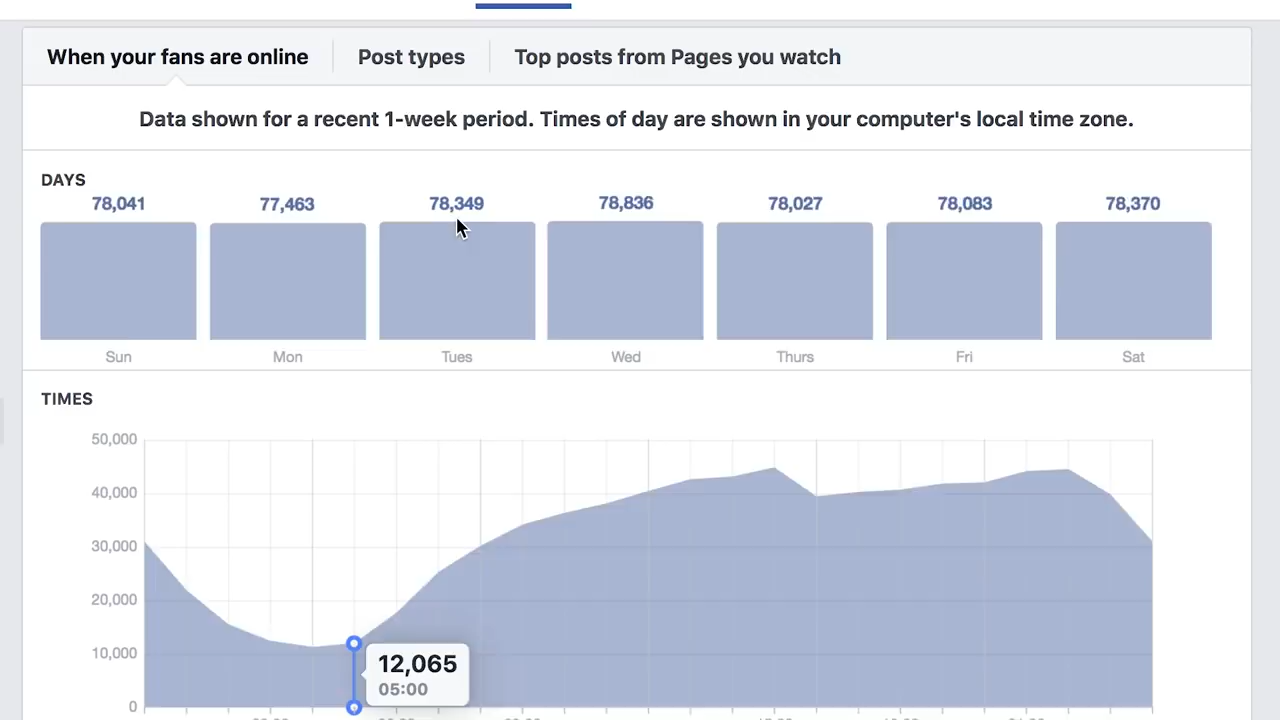 When your fans are online Post types Top posts from Pages you watch
Data shown for a recent 1-week period. Times of day are shown in your computer's local time zone.
DAYS
78,041 77,463 78,349 78,836 78,027 78,083 78,370
Sun Mon Tues Wed Thurs Fri Sat
TIMES
50,000
40,000
30,000
20,000
10,000
12,065
05:00
0